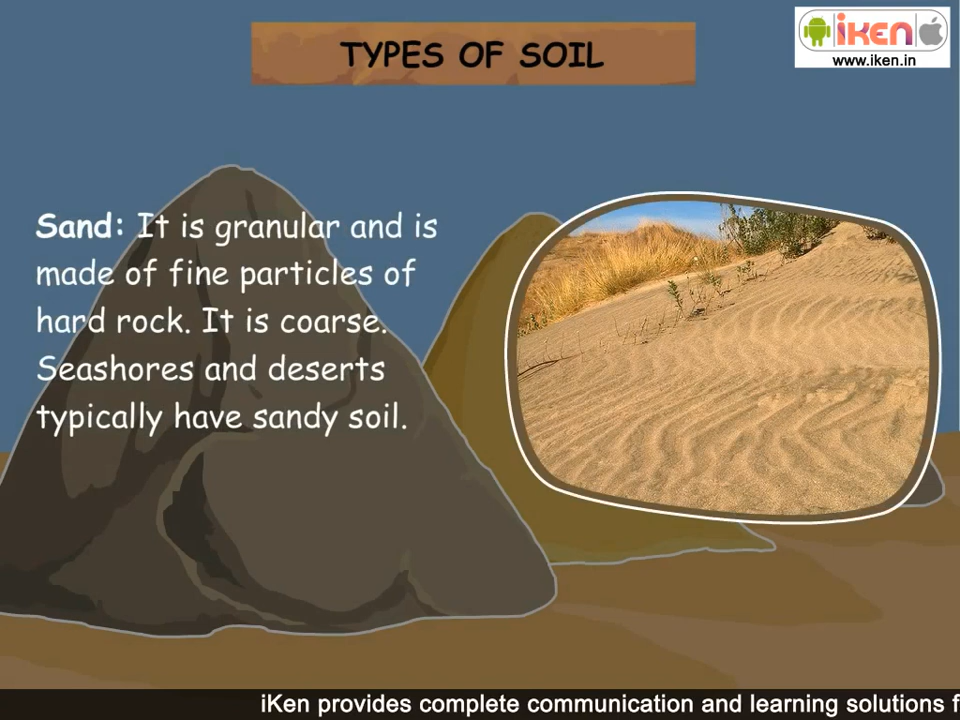 TYPES OF SOIL
iken
www.iken.in
Sand: It is granular and is
made of fine particles of
hard rock. It is coarse.
Seashores and deserts
typically have sandy soil.
iKen provides complete communication and learning solutions f